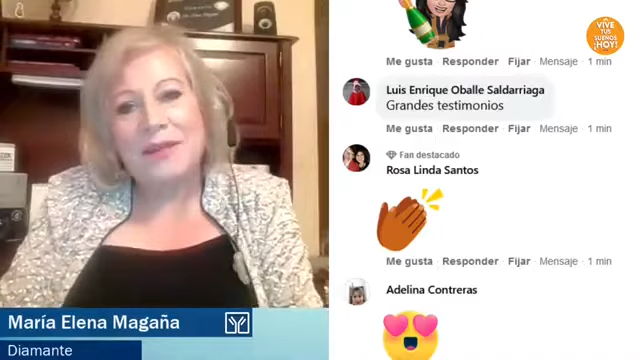 María Elena Magaña
Diamante
Me gusta Responder Fijar Mensaje 1 min
Luis Enrique Oballe Saldarriaga
Grandes testimonios
Me gusta Responder Fijar Mensaje 1 min
Fan destacado
Rosa Linda Santos
Me gusta Responder Fijar Mensaje 1 min
Adelina Contreras
VIVE
TUS
SUEÑOS
¡HOY!